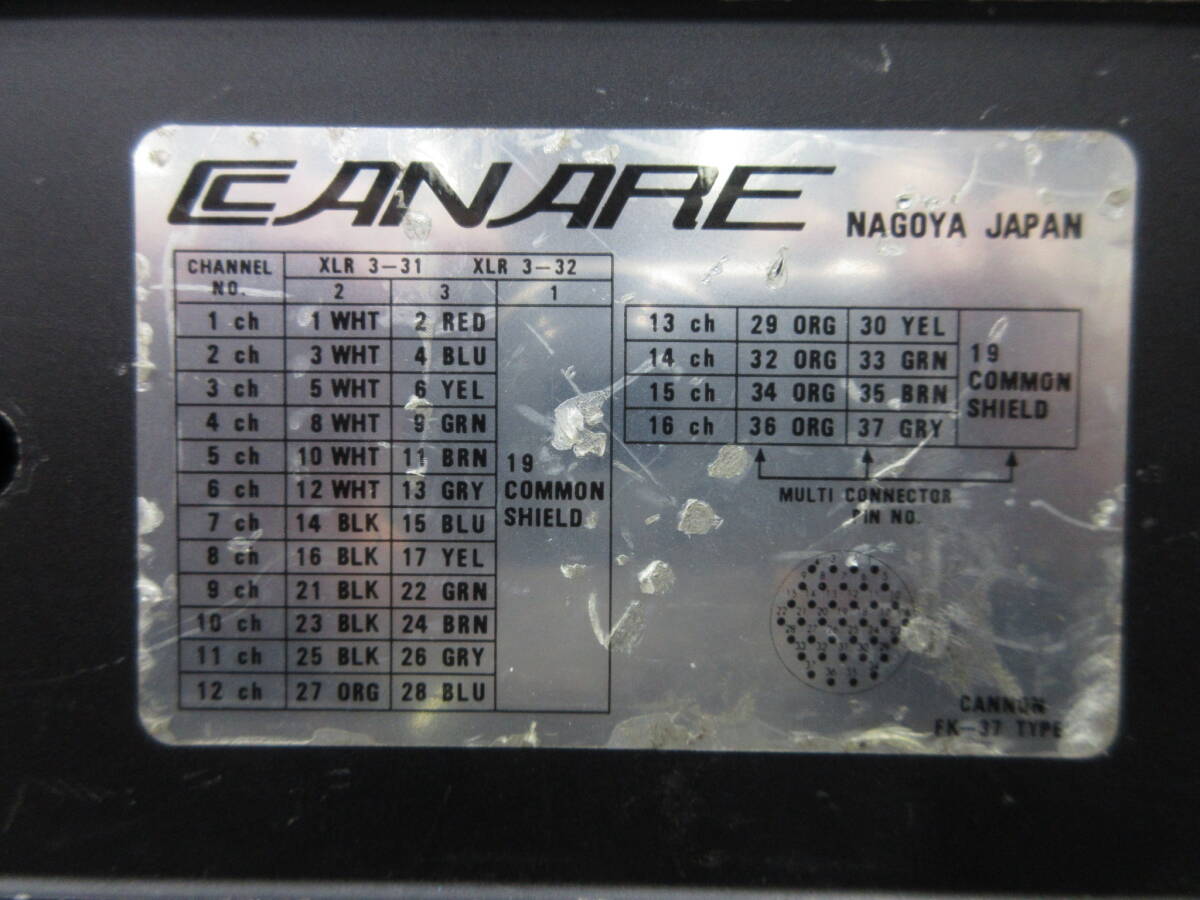 CANARE
NAGOYA JAPAN
CHANNEL NO. XLR 3-31 XLR 3-32
2 3 1
1 ch 1 WHT 2 RED
2 ch 3 WHT 4 BLU
3 ch 5 WHT 6 YEL
4 ch 8 WHT 9 GRN
5 ch 10 WHT 11 BRN
6 ch 12 WHT 13 GRY
7 ch 14 BLK 15 BLU
8 ch 16 BLK 17 YEL
9 ch 21 BLK 22 GRN
10 ch 23 BLK 24 BRN
11 ch 25 BLK 26 GRY
12 ch 27 ORG 28 BLU
19
COMMON
SHIELD
13 ch 29 ORG 30 YEL
14 ch 32 ORG 33 GRN
15 ch 34 ORG 35 BRN
16 ch 36 ORG 37 GRY
19
COMMON
SHIELD
MULTI CONNECTOR
PIN NO.
CANNON
FK-37 TYPE